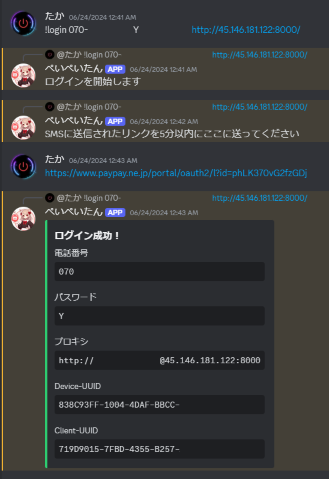 たか 06/24/2024 12:41 AM
!login 070- Y http://45.146.181.122:8000/
@たか !login 070- http://45.146.181.122:8000/
ぺいぺいたん APP 06/24/2024 12:41 AM
ログインを開始します
@たか !login 070- http://45.146.181.122:8000/
ぺいぺいたん APP 06/24/2024 12:42 AM
SMSに送信されたリンクを5分以内にここに送ってください
たか 06/24/2024 12:43 AM
https://www.paypay.ne.jp/portal/oauth2/l?id=phLK370vG2fzGDj
@たか !login 070- http://45.146.181.122:8000/
ぺいぺいたん APP 06/24/2024 12:43 AM
ログイン成功！
電話番号
070
パスワード
Y
プロキシ
http:// @45.146.181.122:8000
Device-UUID
838C93FF-1004-4DAF-BBCC-
Client-UUID
719D9015-7FBD-4355-B257-